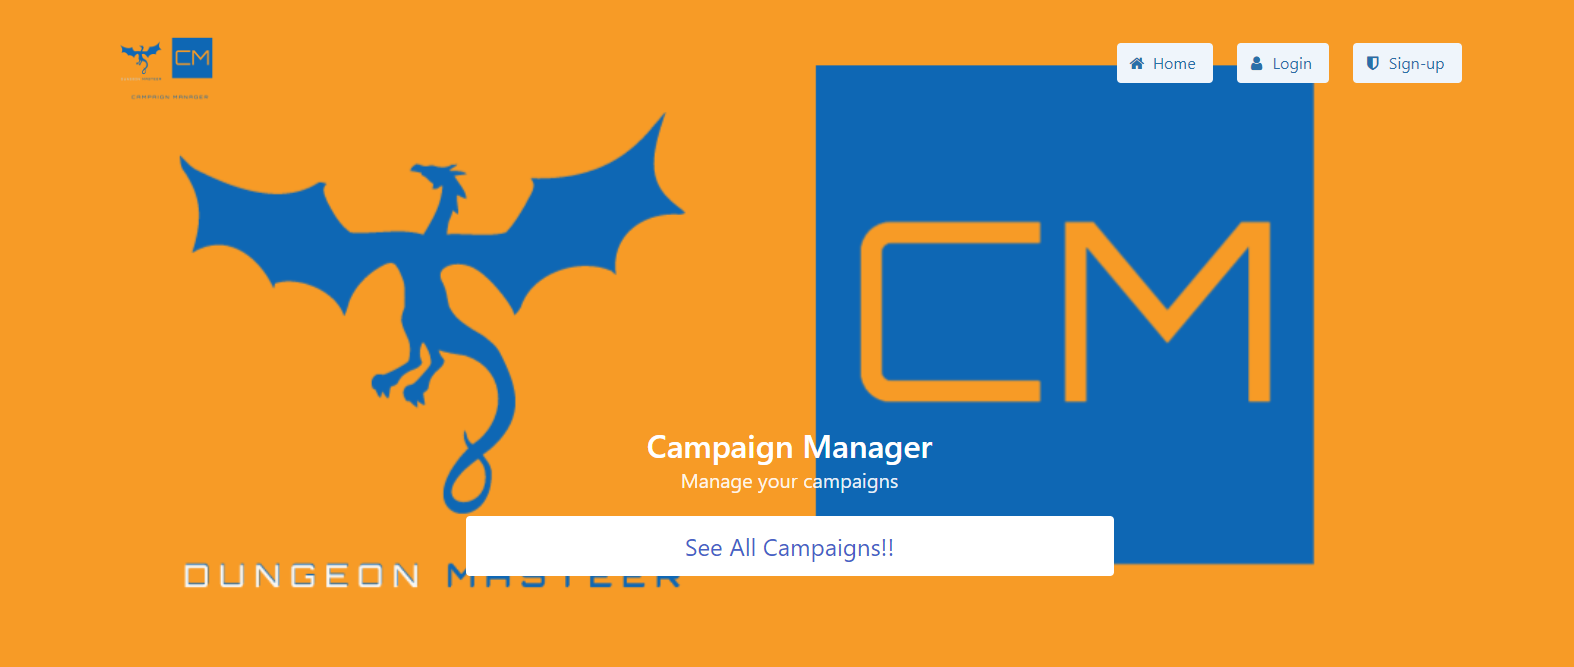 CM
CAMPAIGN MANAGER
Home
Login
Sign-up
CM
Campaign Manager
Manage your campaigns
See All Campaigns!!
DUNGEON MASTEER